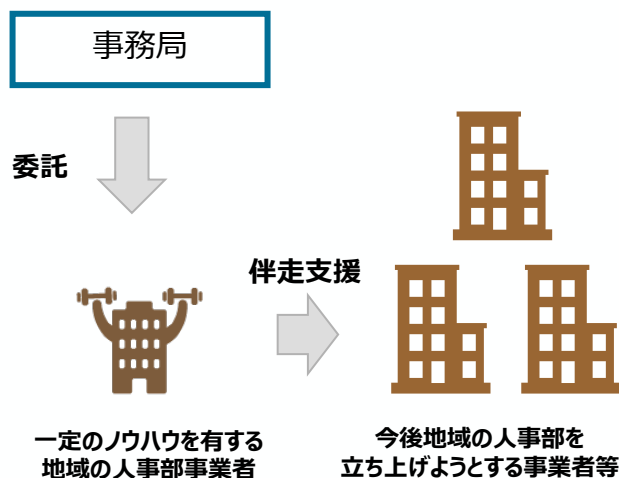 事務局
委託
伴走支援
一定のノウハウを有する
地域の人事部事業者
今後地域の人事部を
立ち上げようとする事業者等